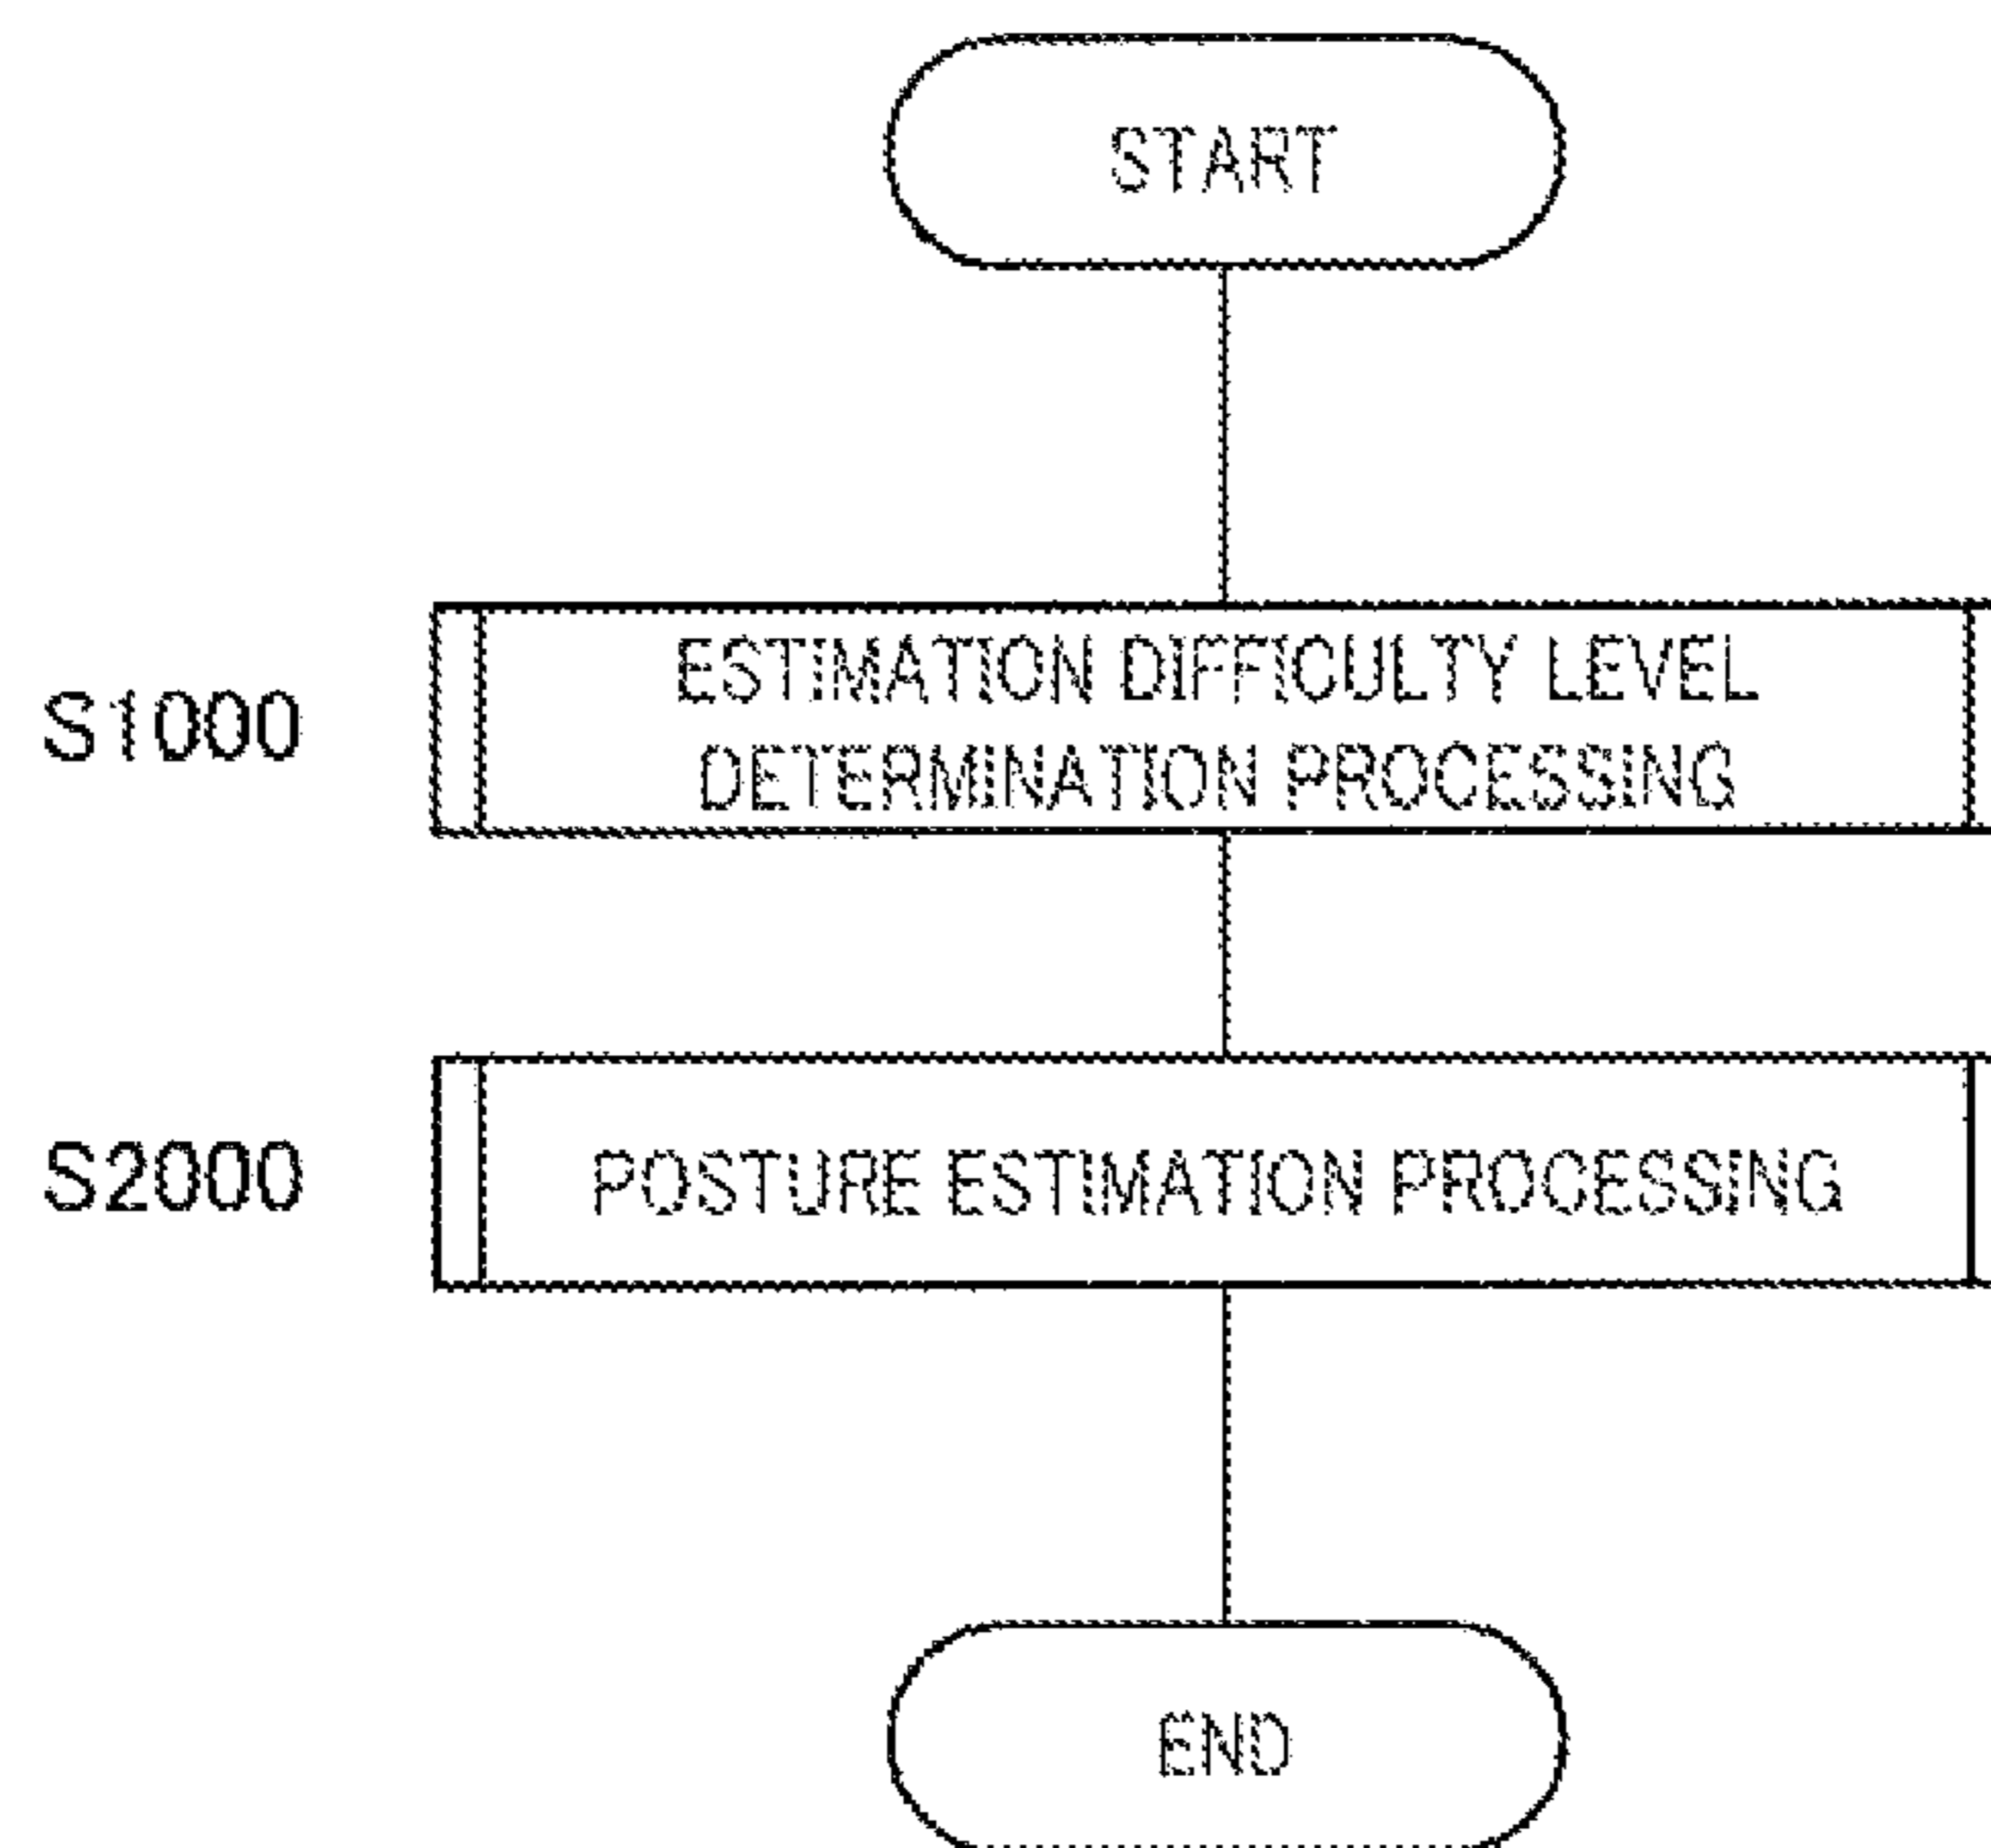 START
S1000
ESTIMATION DIFFICULTY LEVEL
DETERMINATION PROCESSING
S2000
POSTURE ESTIMATION PROCESSING
END